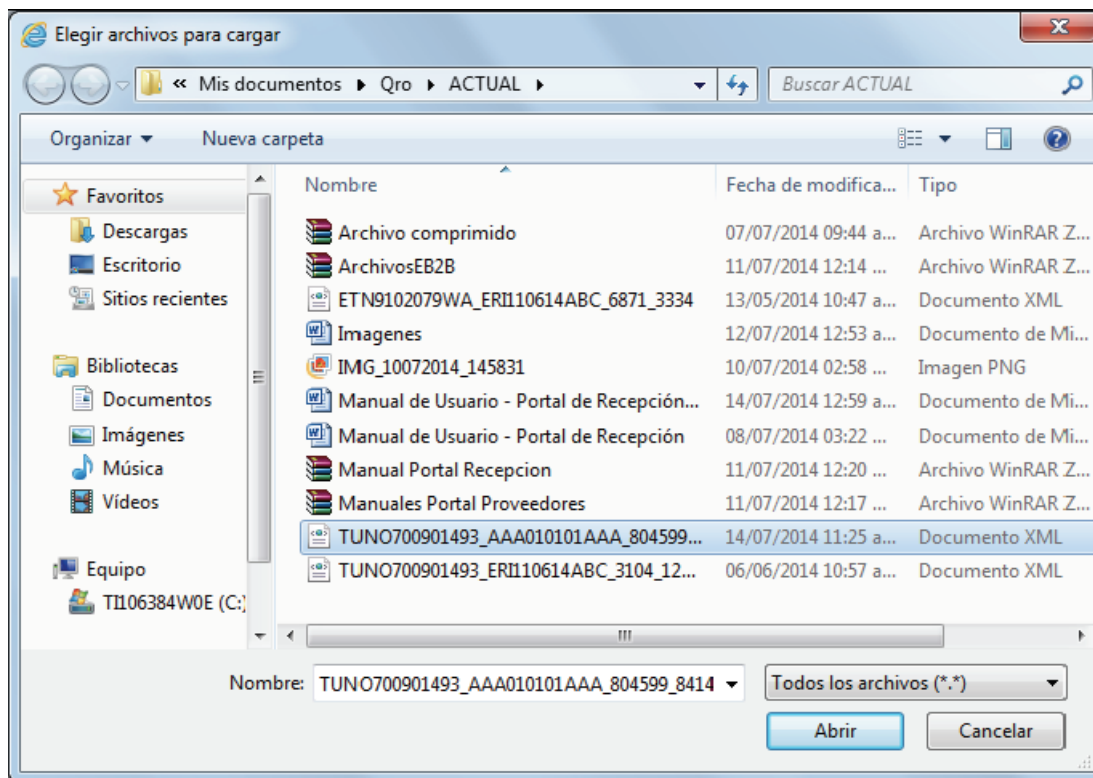 Elegir archivos para cargar
« Mis documentos ▸ Qro ▸ ACTUAL ▸
Buscar ACTUAL
Organizar
Nueva carpeta
Favoritos
Descargas
Escritorio
Sitios recientes
Bibliotecas
Documentos
Imágenes
Música
Vídeos
Equipo
TI106384W0E (C:)
Nombre Fecha de modifica... Tipo
Archivo comprimido 07/07/2014 09:44 a... Archivo WinRAR Z...
ArchivosEB2B 11/07/2014 12:14 ... Archivo WinRAR Z...
ETN9102079WA_ERI110614ABC_6871_3334 13/05/2014 10:47 a... Documento XML
Imagenes 12/07/2014 12:53 a... Documento de Mi...
IMG_10072014_145831 10/07/2014 02:58 ... Imagen PNG
Manual de Usuario - Portal de Recepción... 14/07/2014 12:59 a... Documento de Mi...
Manual de Usuario - Portal de Recepción 08/07/2014 03:22 ... Documento de Mi...
Manual Portal Recepcion 11/07/2014 12:20 ... Archivo WinRAR Z...
Manuales Portal Proveedores 11/07/2014 12:17 ... Archivo WinRAR Z...
TUNO700901493_AAA010101AAA_804599... 14/07/2014 11:25 a... Documento XML
TUNO700901493_ERI110614ABC_3104_12... 06/06/2014 10:57 a... Documento XML
Nombre: TUNO700901493_AAA010101AAA_804599_8414
Todos los archivos (*.*)
Abrir
Cancelar